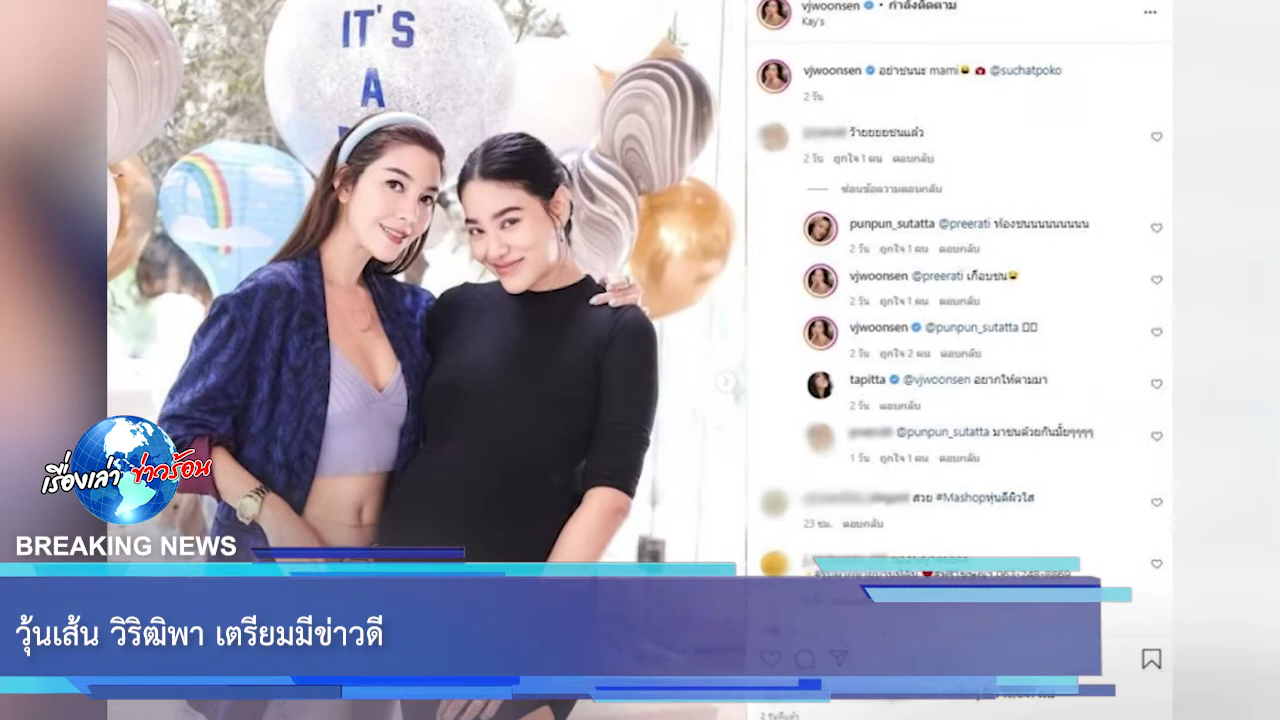 IT'S
A
vjwoonsen • กำลังติดตาม
Kay's
vjwoonsen อย่าชนนะ mami😆 @suchatpoko
2 วัน
ว้ายยยยชนแล้ว
2 วัน ถูกใจ 1 คน ตอบกลับ
ซ่อนข้อความตอบกลับ
punpun_sutatta @preerati ท้องชนนนนนนนน
2 วัน ถูกใจ 1 คน ตอบกลับ
vjwoonsen @preerati เกือบชน😆
2 วัน ถูกใจ 1 คน ตอบกลับ
vjwoonsen @punpun_sutatta
2 วัน ถูกใจ 2 คน ตอบกลับ
tapitta @vjwoonsen อยากให้ตามมา
2 วัน ตอบกลับ
@punpun_sutatta มาชนด้วยกันมั้ยๆๆๆๆ
1 วัน ถูกใจ 1 คน ตอบกลับ
สวย #Mashopหุ่นดีผิวใส
23 ชม. ตอบกลับ
เรื่องเล่า ข่าวร้อน
BREAKING NEWS
วุ้นเส้น วิริฒิพา เตรียมมีข่าวดี
2 วันที่แล้ว